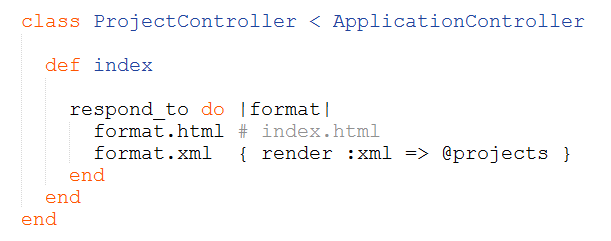 class ProjectController < ApplicationController
def index
respond_to do |format|
format.html # index.html
format.xml  { render :xml => @projects }
end
end
end